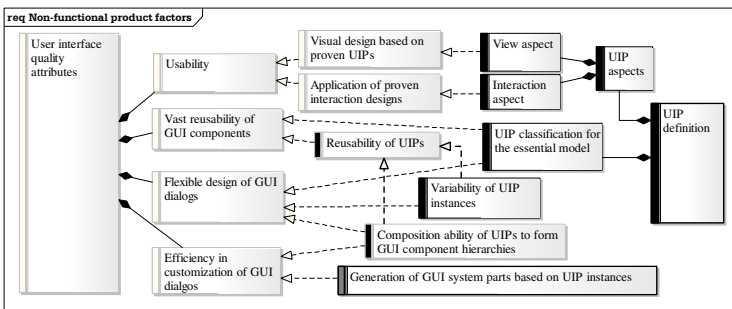 req Non-functional product factors
User interface
quality
attributes
Usability
Visual design based on
proven UIPs
View aspect
UIP
aspects
Application of proven
interaction designs
Interaction
aspect
Vast reusability of
GUI components
Reusability of UIPs
UIP classification for
the essential model
UIP
definition
Flexible design of GUI
dialogs
Variability of UIP
instances
Composition ability of UIPs to form
GUI component hierarchies
Efficiency in
customization of GUI
dialgos
Generation of GUI system parts based on UIP instances